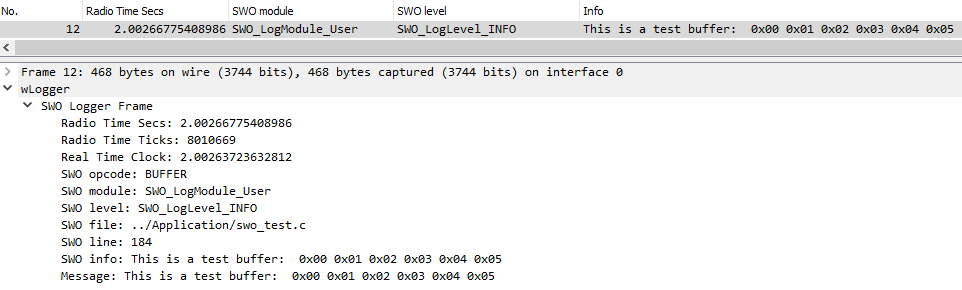 No. Radio Time Secs SWO module SWO level Info
12 2.00266775408986 SWO_LogModule_User SWO_LogLevel_INFO This is a test buffer: 0x00 0x01 0x02 0x03 0x04 0x05
Frame 12: 468 bytes on wire (3744 bits), 468 bytes captured (3744 bits) on interface 0
wLogger
SWO Logger Frame
Radio Time Secs: 2.00266775408986
Radio Time Ticks: 8010669
Real Time Clock: 2.00263723632812
SWO opcode: BUFFER
SWO module: SWO_LogModule_User
SWO level: SWO_LogLevel_INFO
SWO file: ../Application/swo_test.c
SWO line: 184
SWO info: This is a test buffer: 0x00 0x01 0x02 0x03 0x04 0x05
Message: This is a test buffer: 0x00 0x01 0x02 0x03 0x04 0x05